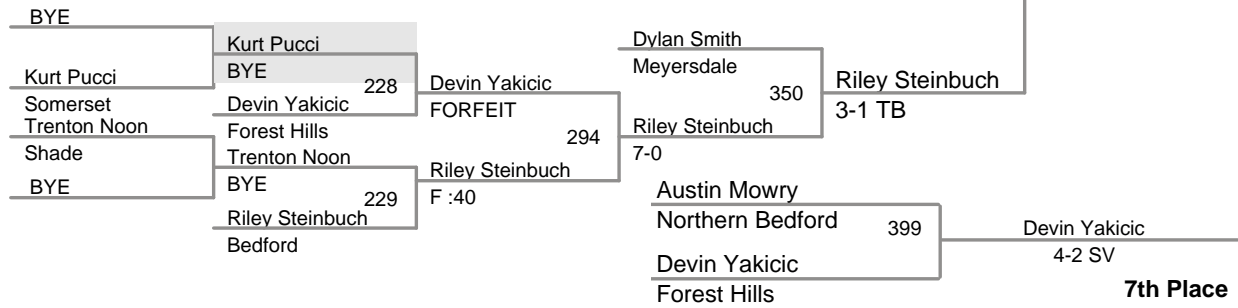 BYE
Kurt Pucci
Somerset
Trenton Noon
Shade
BYE
Kurt Pucci
BYE
228
Devin Yakicic
Forest Hills
Trenton Noon
BYE
229
Riley Steinbuch
Bedford
Devin Yakicic
FORFEIT
294
Riley Steinbuch
F :40
Dylan Smith
Meyersdale
350
Riley Steinbuch
7-0
Riley Steinbuch
3-1 TB
Austin Mowry
Northern Bedford
399
Devin Yakicic
Forest Hills
Devin Yakicic
4-2 SV
7th Place